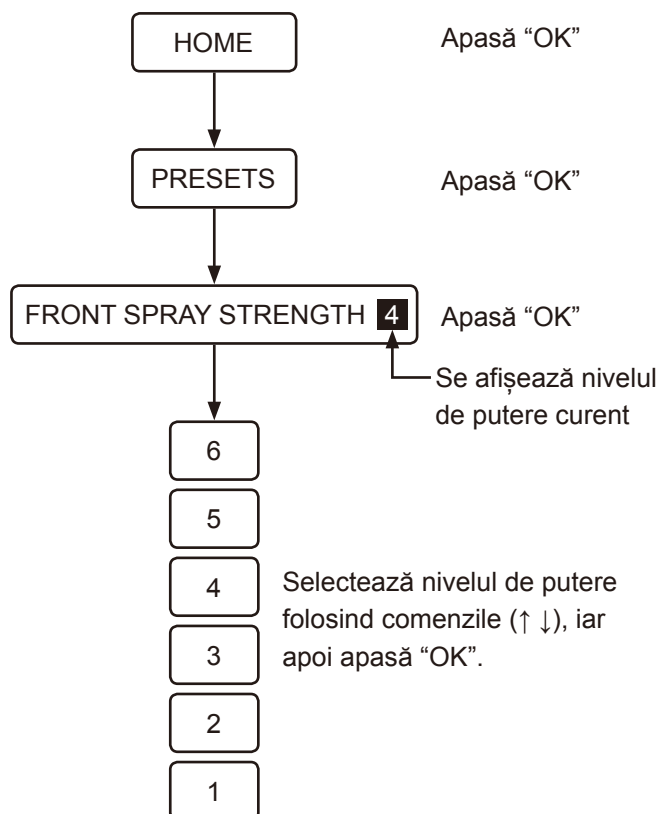 HOME
Apasă “OK”
PRESETS
Apasă “OK”
FRONT SPRAY STRENGTH 4
Apasă “OK”
Se afișează nivelul
de putere curent
6
5
4
Selectează nivelul de putere
folosind comenzile (↑ ↓), iar
apoi apasă “OK”.
3
2
1